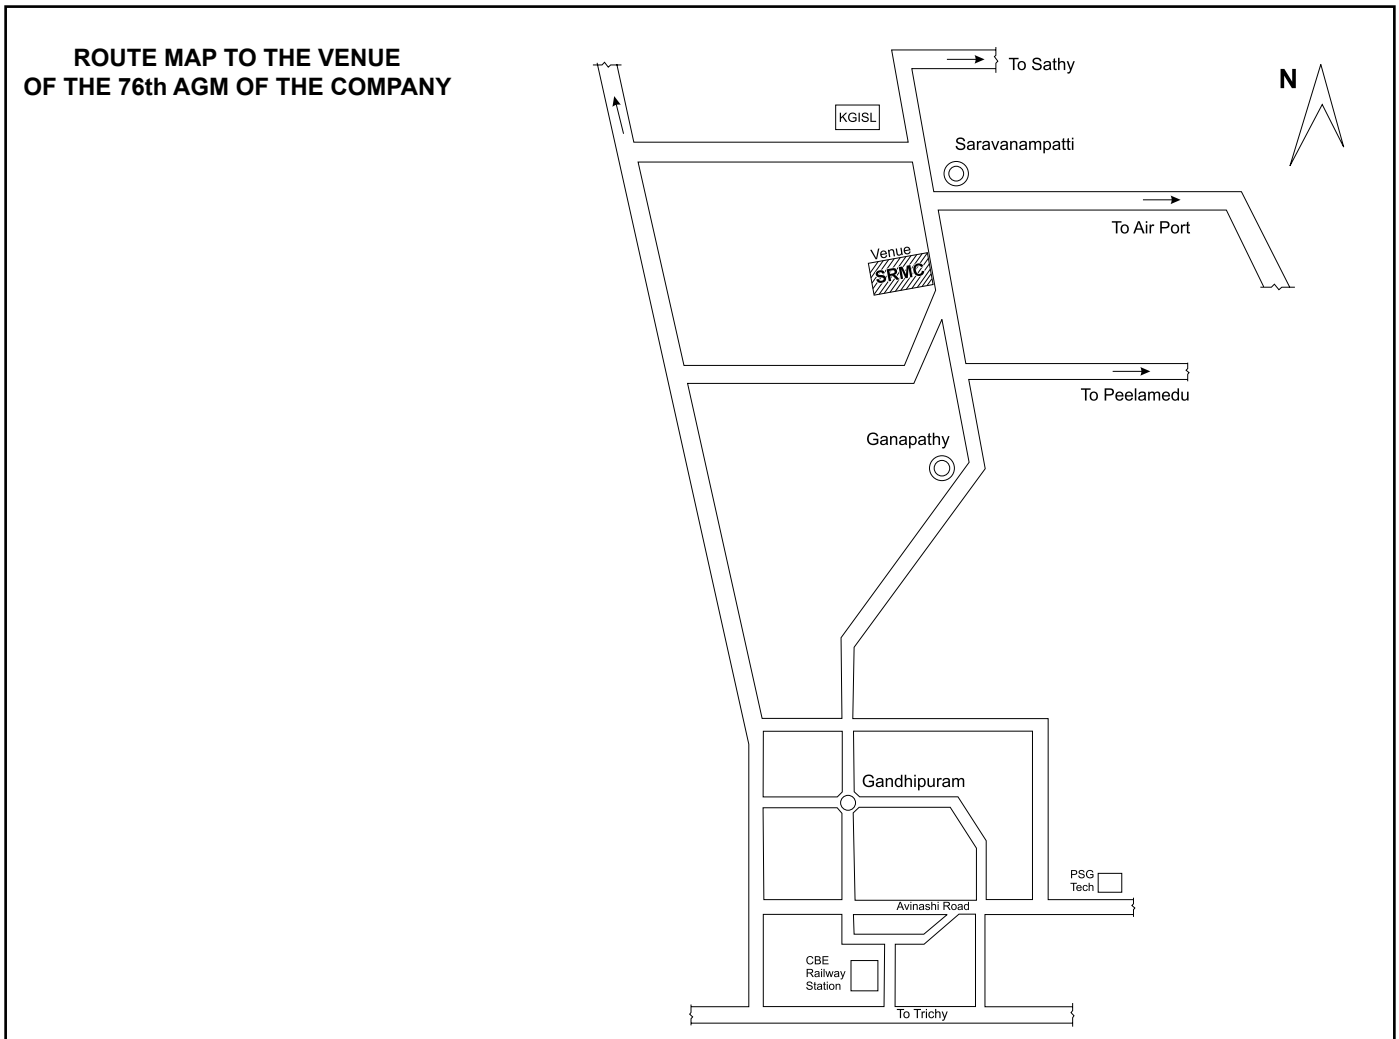 ROUTE MAP TO THE VENUE
OF THE 76th AGM OF THE COMPANY
To Sathy
N
KGISL
Saravanampatti
To Air Port
Venue
SRMC
To Peelamedu
Ganapathy
Gandhipuram
PSG
Tech
Avinashi Road
CBE
Railway
Station
To Trichy